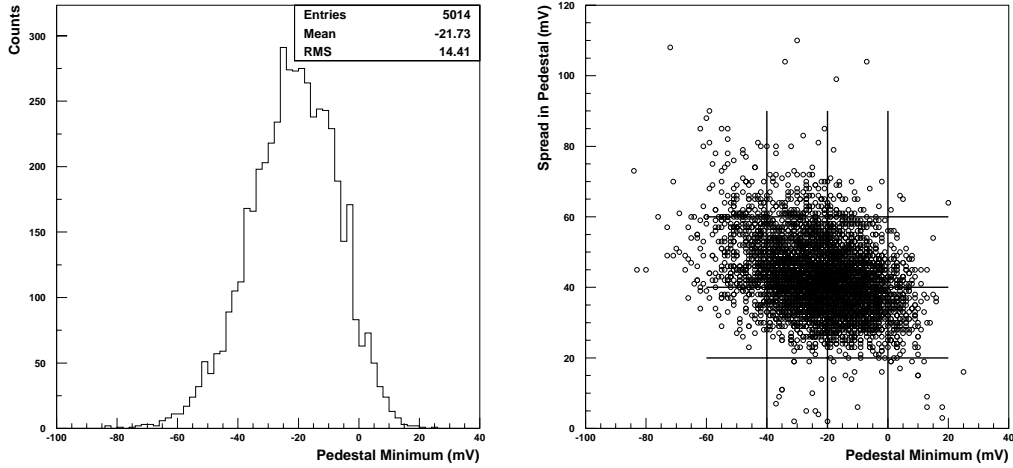 Counts
Entries 5014
Mean -21.73
RMS 14.41
300
250
200
150
100
50
0
-100 -80 -60 -40 -20 0 20 40
Pedestal Minimum (mV)
Spread in Pedestal (mV)
120
100
80
60
40
20
0
-100 -80 -60 -40 -20 0 20 40
Pedestal Minimum (mV)